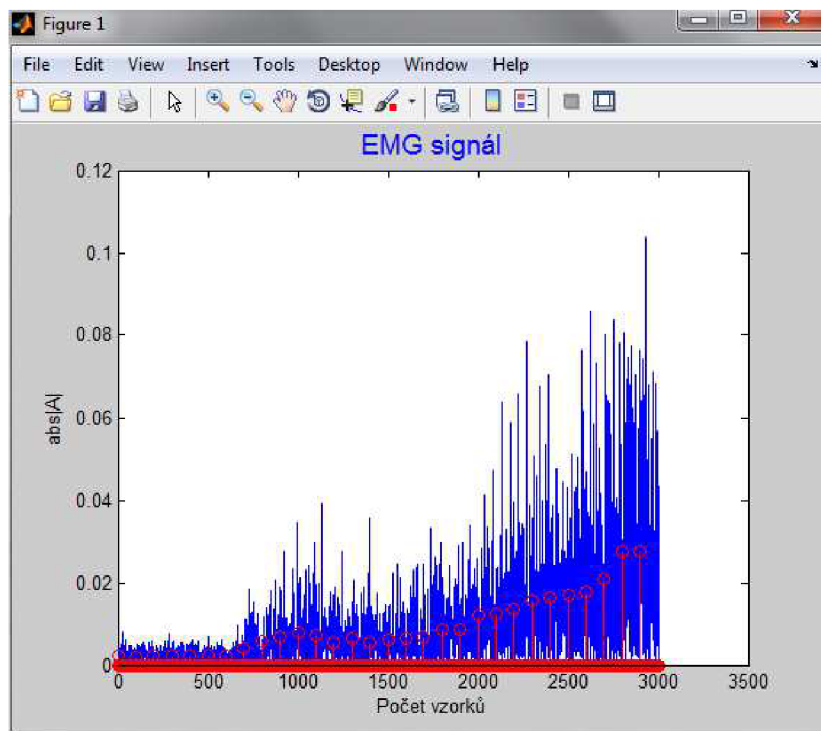 Figure 1
File Edit View Insert Tools Desktop Window Help
EMG signál
0.12
0.1
0.08
0.06
0.04
0.02
0
abs|A|
0 500 1000 1500 2000 2500 3000 3500
Počet vzorků